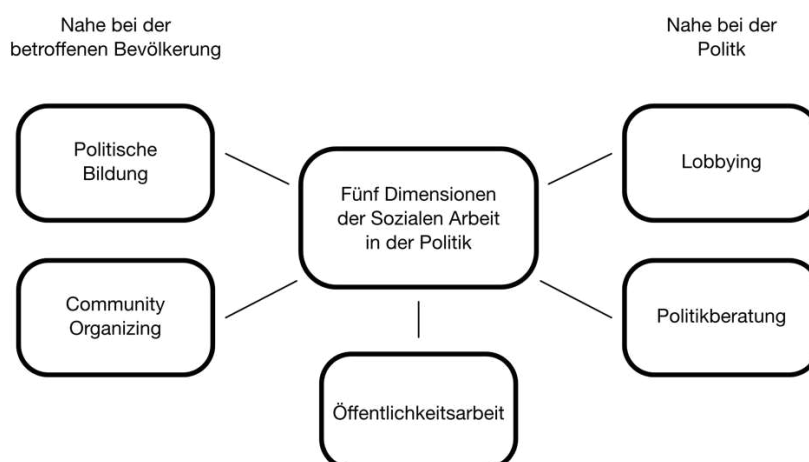 Nahe bei der
betroffenen Bevölkerung
Nahe bei der
Politk
Politische
Bildung
Fünf Dimensionen
der Sozialen Arbeit
in der Politik
Lobbying
Community
Organizing
Politikberatung
Öffentlichkeitsarbeit